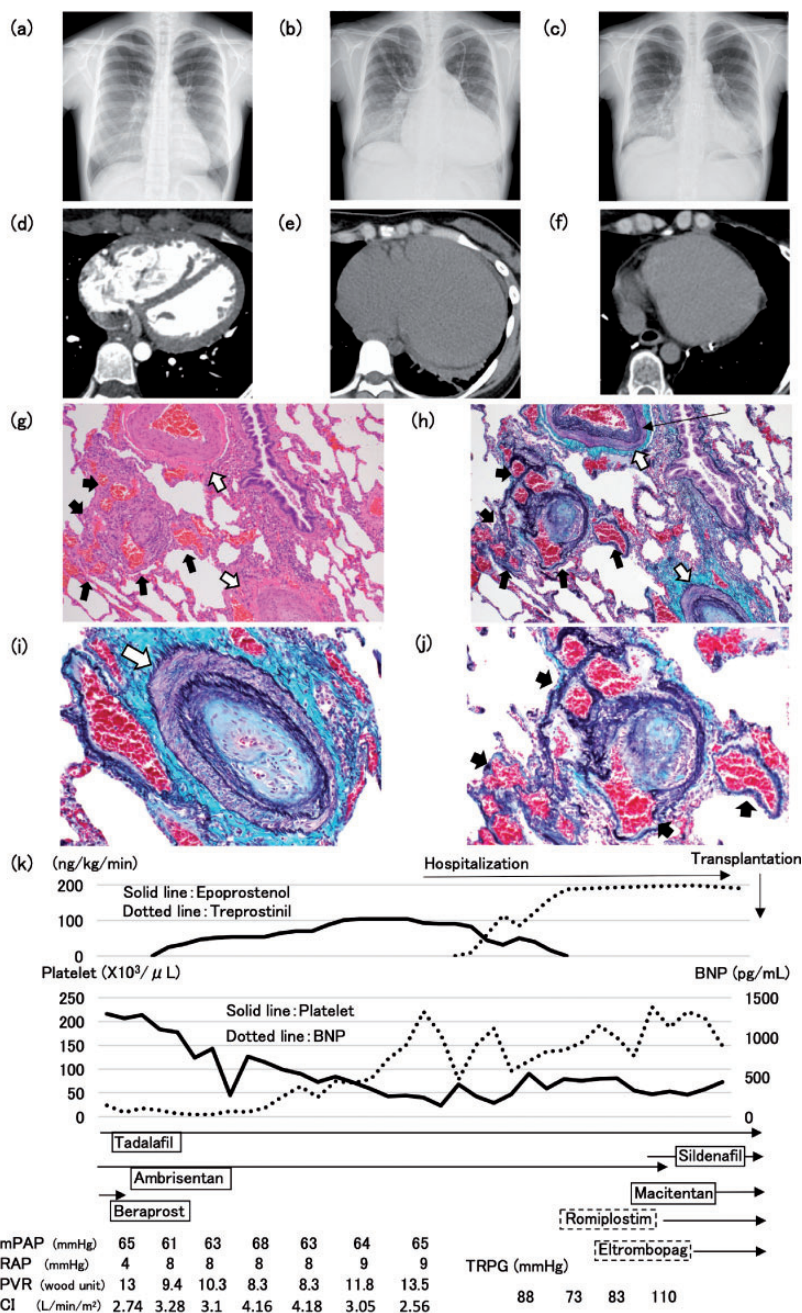 (a)
(b)
(c)
(d)
(e)
(f)
(g)
(h)
(i)
(j)
(k)
(ng/kg/min)
Hospitalization
Transplantation
200
Solid line:Epoprostenol
Dotted line:Treprostinil
100
0
Platelet (X10³/μL)
BNP (pg/mL)
250
1500
Solid line:Platelet
200
Dotted line:BNP
1000
150
100
500
50
0
0
Tadalafil
Sildenafil
Ambrisentan
Macitentan
Beraprost
Romiplostim
Eltrombopag
mPAP (mmHg) 65 61 63 68 63 64 65
RAP (mmHg) 4 8 8 8 8 9 9
TRPG (mmHg)
PVR (wood unit) 13 9.4 10.3 8.3 8.3 11.8 13.5
88 73 83 110
CI (L/min/m²) 2.74 3.28 3.1 4.16 4.18 3.05 2.56